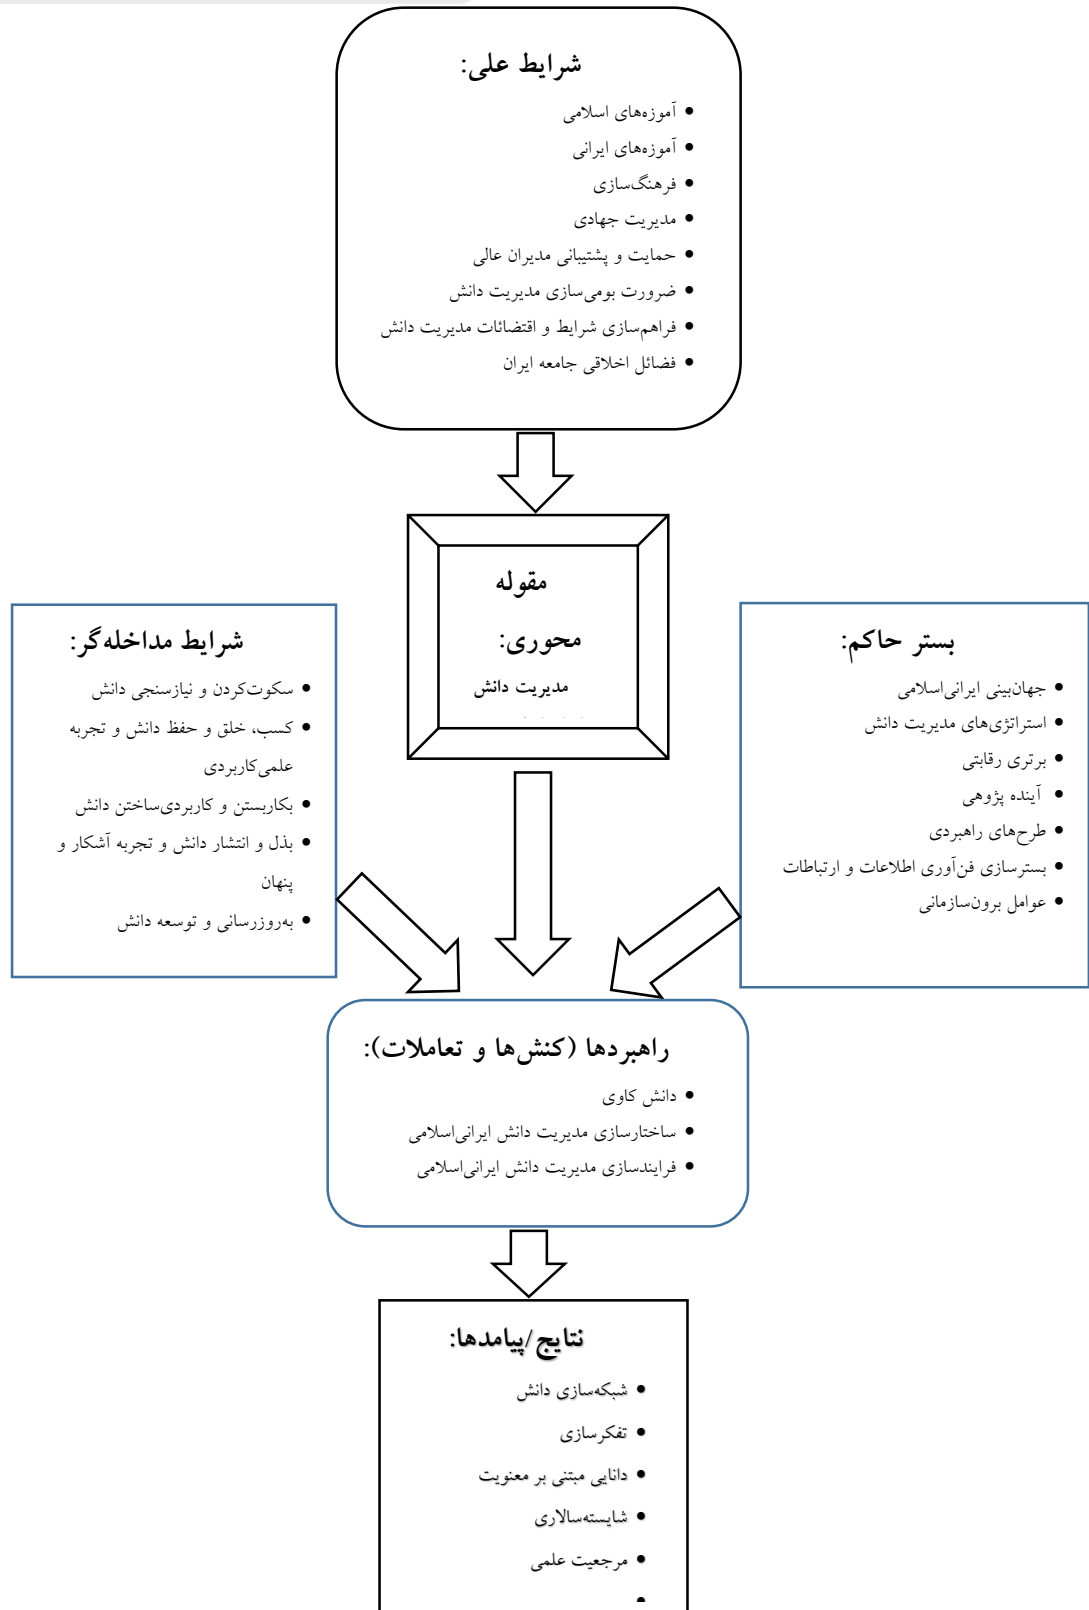 شرایط علی:
• آموزه‌های اسلامی
• آموزه‌های ایرانی
• فرهنگ‌سازی
• مدیریت جهادی
• حمایت و پشتیبانی مدیران عالی
• ضرورت بومی‌سازی مدیریت دانش
• فراهم‌سازی شرایط و اقتضائات مدیریت دانش
• فضائل اخلاقی جامعه ایران
مقوله
محوری:
مدیریت دانش
بستر حاکم:
• جهان‌بینی ایرانی‌اسلامی
• استراتژی‌های مدیریت دانش
• برتری رقابتی
• آینده پژوهی
• طرح‌های راهبردی
• بسترسازی فن‌آوری اطلاعات و ارتباطات
• عوامل برون‌سازمانی
شرایط مداخله‌گر:
• سکوت‌کردن و نیازسنجی دانش
• کسب، خلق و حفظ دانش و تجربه
علمی‌کاربردی
• بکاربستن و کاربردی‌ساختن دانش
• بذل و انتشار دانش و تجربه آشکار و
پنهان
• به‌روزرسانی و توسعه دانش
راهبردها (کنش‌ها و تعاملات):
• دانش کاوی
• ساختارسازی مدیریت دانش ایرانی‌اسلامی
• فرایندسازی مدیریت دانش ایرانی‌اسلامی
نتایج/پیامدها:
• شبکه‌سازی دانش
• تفکرسازی
• دانایی مبتنی بر معنویت
• شایسته‌سالاری
• مرجعیت علمی